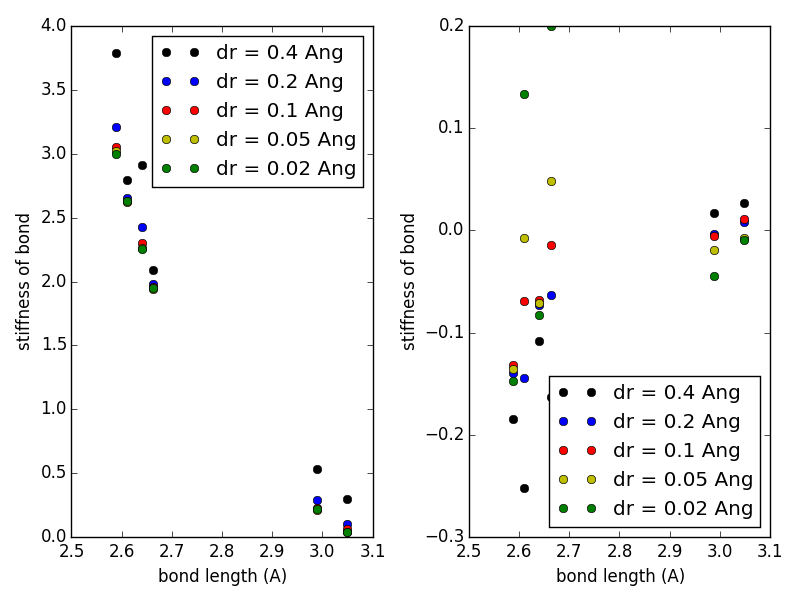 4.0
3.5
3.0
2.5
2.0
1.5
1.0
0.5
0.0
stiffness of bond
2.5 2.6 2.7 2.8 2.9 3.0 3.1
bond length (A)
dr = 0.4 Ang
dr = 0.2 Ang
dr = 0.1 Ang
dr = 0.05 Ang
dr = 0.02 Ang
0.2
0.1
0.0
−0.1
−0.2
−0.3
stiffness of bond
2.5 2.6 2.7 2.8 2.9 3.0 3.1
bond length (A)
dr = 0.4 Ang
dr = 0.2 Ang
dr = 0.1 Ang
dr = 0.05 Ang
dr = 0.02 Ang